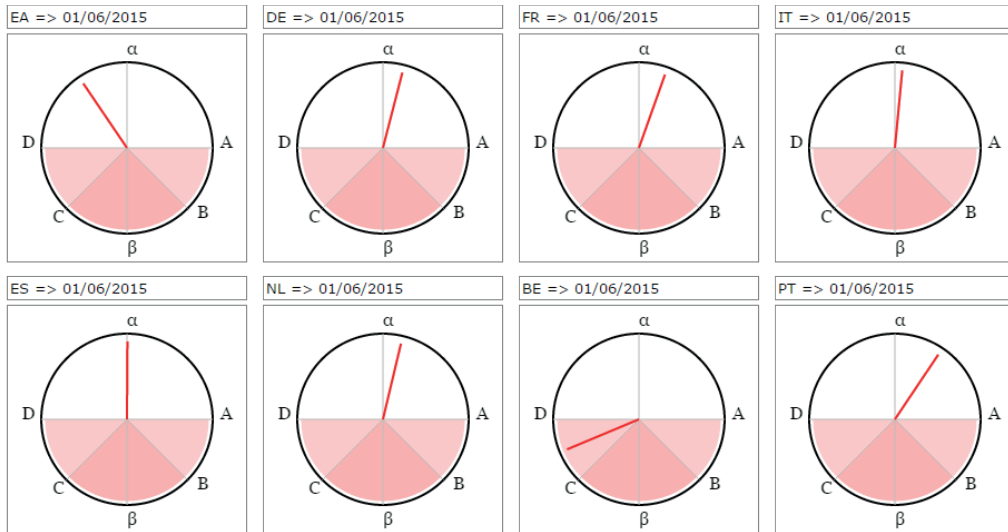 EA => 01/06/2015
DE => 01/06/2015
FR => 01/06/2015
IT => 01/06/2015
α
α
α
α
D
A
D
A
D
A
D
A
C
B
C
B
C
B
C
B
β
β
β
β
ES => 01/06/2015
NL => 01/06/2015
BE => 01/06/2015
PT => 01/06/2015
α
α
α
α
D
A
D
A
D
A
D
A
C
B
C
B
C
B
C
B
β
β
β
β